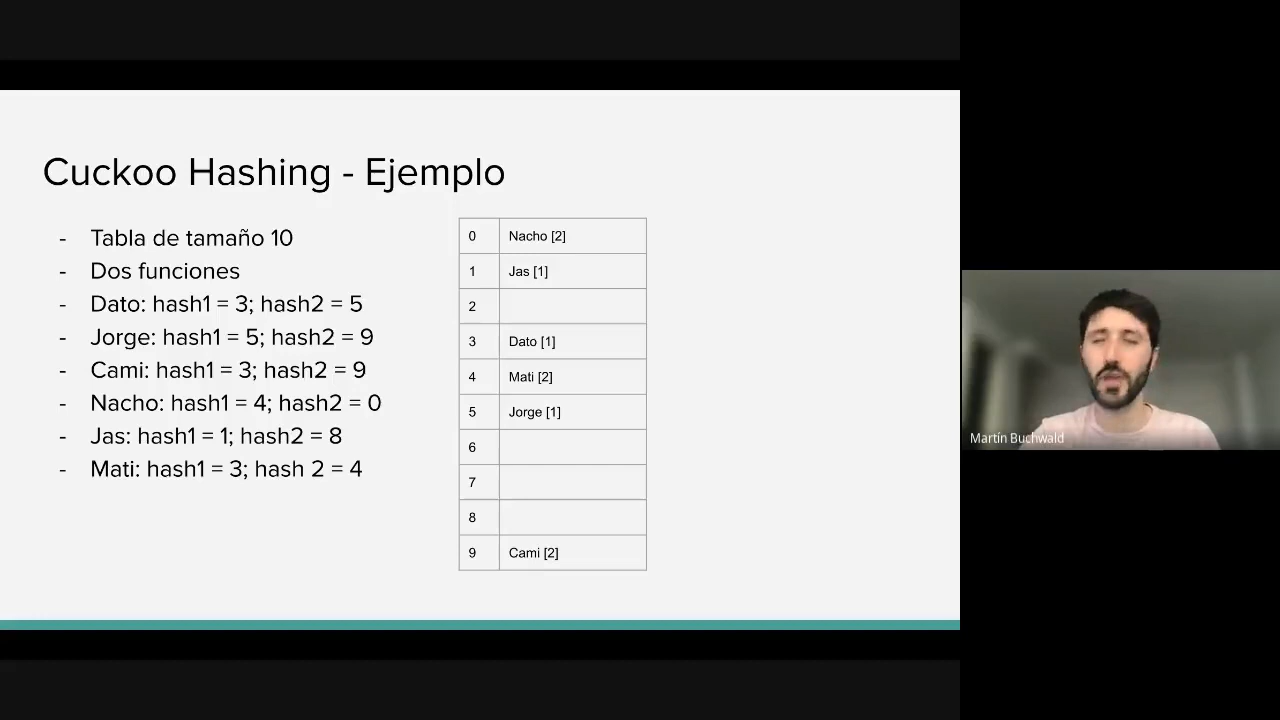 Cuckoo Hashing - Ejemplo
- Tabla de tamaño 10
- Dos funciones
- Dato: hash1 = 3; hash2 = 5
- Jorge: hash1 = 5; hash2 = 9
- Cami: hash1 = 3; hash2 = 9
- Nacho: hash1 = 4; hash2 = 0
- Jas: hash1 = 1; hash2 = 8
- Mati: hash1 = 3; hash 2 = 4
0 Nacho [2]
1 Jas [1]
2
3 Dato [1]
4 Mati [2]
5 Jorge [1]
6
7
8
9 Cami [2]
Martín Buchwald